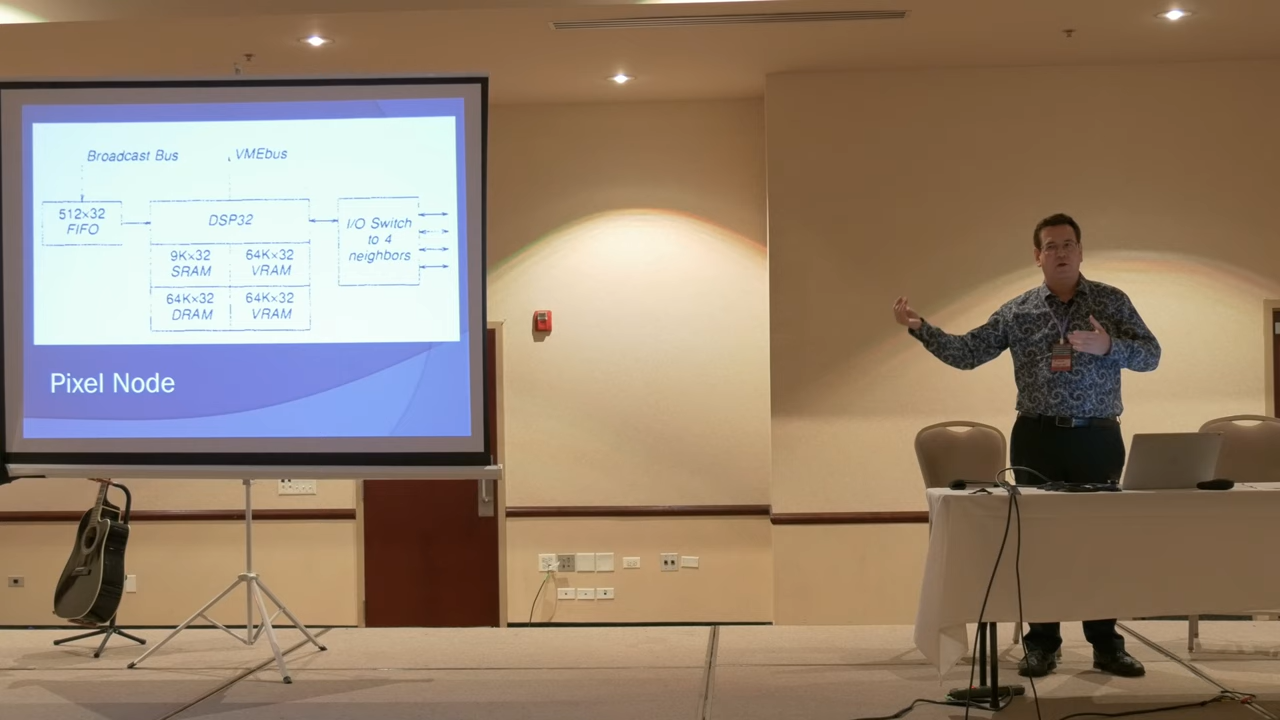 Broadcast Bus
VMEbus
512×32
FIFO
DSP32
I/O Switch
to 4
neighbors
9K×32
SRAM
64K×32
VRAM
64K×32
DRAM
64K×32
VRAM
Pixel Node